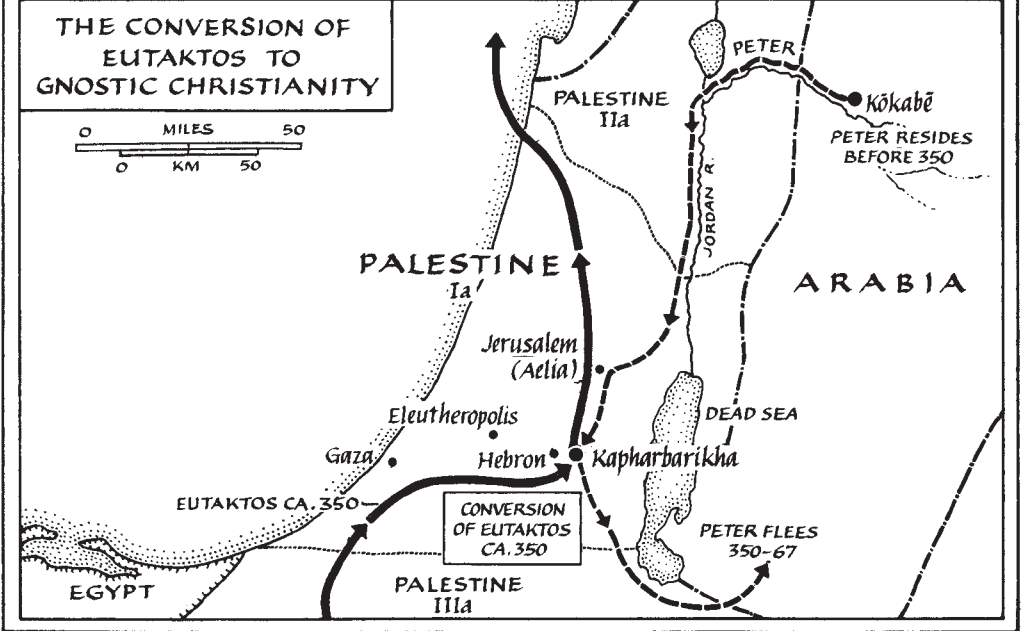 THE CONVERSION OF
EUTAKTOS TO
GNOSTIC CHRISTIANITY
0 MILES 50
0 KM 50
PETER
Kōkabē
PETER RESIDES
BEFORE 350
PALESTINE
IIa
JORDAN R.
PALESTINE
Ia
ARABIA
Jerusalem
(Aelia)
DEAD SEA
Eleutheropolis
Gaza
Hebron
Kapharbarikha
EUTAKTOS CA. 350
CONVERSION
OF EUTAKTOS
CA. 350
PETER FLEES
350-67
EGYPT
PALESTINE
IIIa